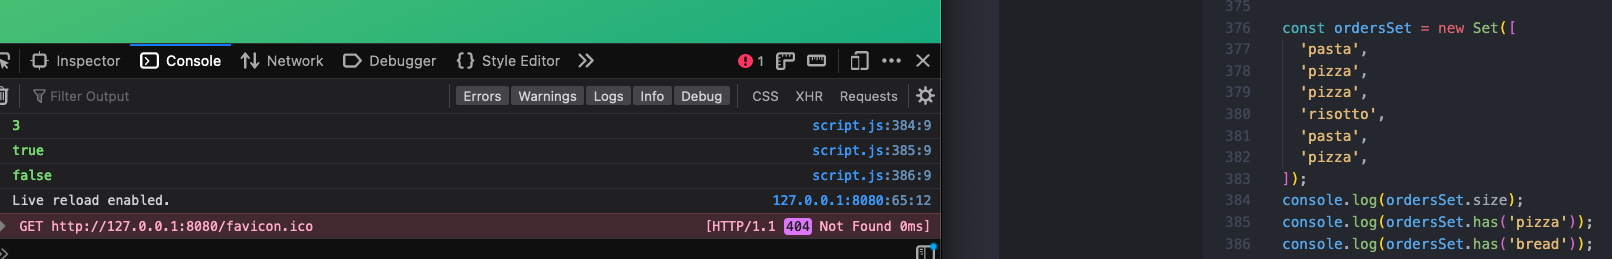 Inspector Console Network Debugger {} Style Editor 1
Filter Output Errors Warnings Logs Info Debug CSS XHR Requests
3 script.js:384:9
true script.js:385:9
false script.js:386:9
Live reload enabled. 127.0.0.1:8080:65:12
GET http://127.0.0.1:8080/favicon.ico [HTTP/1.1 404 Not Found 0ms]
375
376 const ordersSet = new Set([
377 'pasta',
378 'pizza',
379 'pizza',
380 'risotto',
381 'pasta',
382 'pizza',
383 ]);
384 console.log(ordersSet.size);
385 console.log(ordersSet.has('pizza'));
386 console.log(ordersSet.has('bread'));